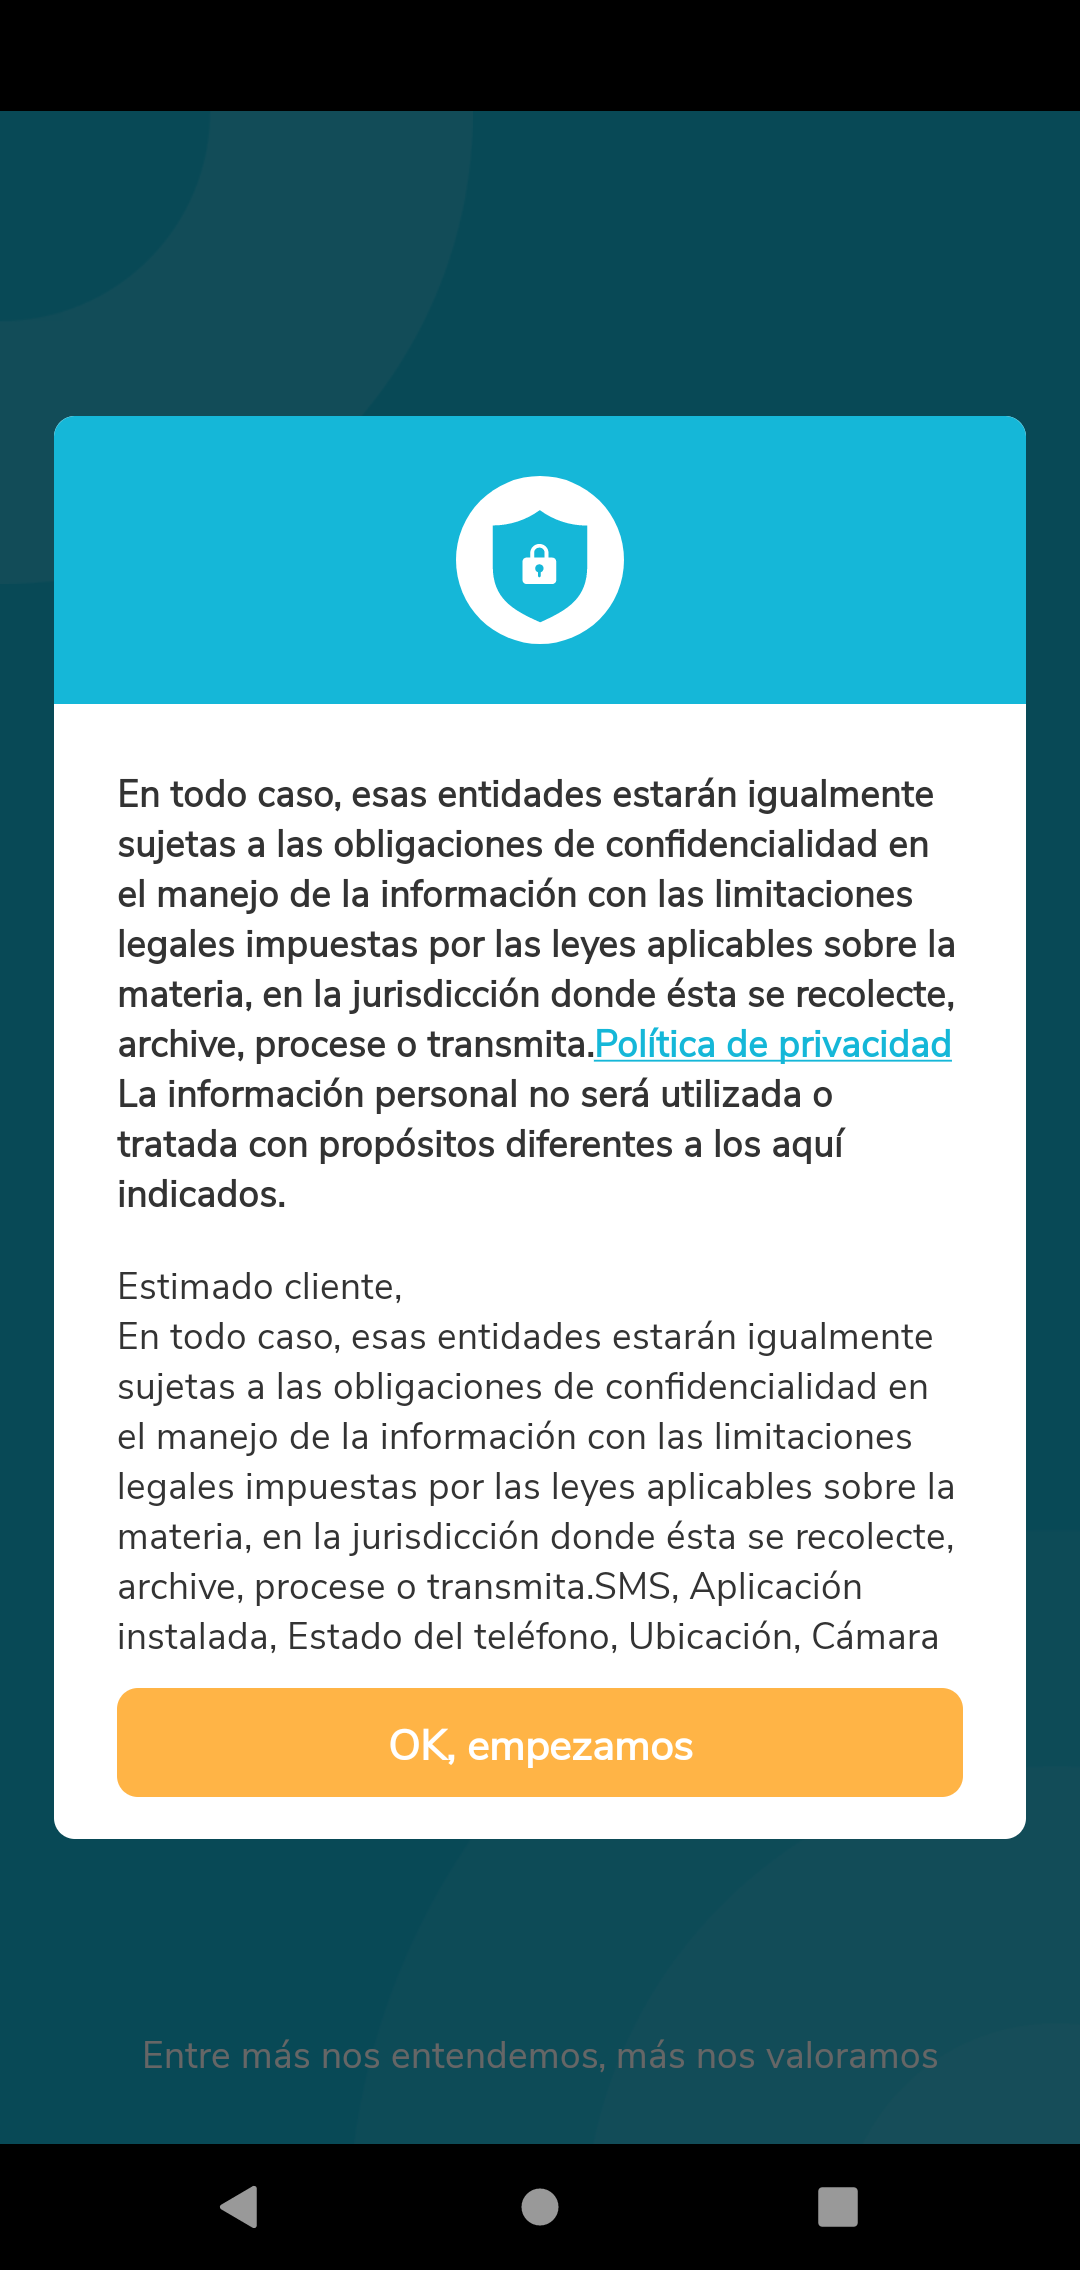 En todo caso, esas entidades estarán igualmente
sujetas a las obligaciones de confidencialidad en
el manejo de la información con las limitaciones
legales impuestas por las leyes aplicables sobre la
materia, en la jurisdicción donde ésta se recolecte,
archive, procese o transmita.Política de privacidad
La información personal no será utilizada o
tratada con propósitos diferentes a los aquí
indicados.
Estimado cliente,
En todo caso, esas entidades estarán igualmente
sujetas a las obligaciones de confidencialidad en
el manejo de la información con las limitaciones
legales impuestas por las leyes aplicables sobre la
materia, en la jurisdicción donde ésta se recolecte,
archive, procese o transmita.SMS, Aplicación
instalada, Estado del teléfono, Ubicación, Cámara
OK, empezamos
Entre más nos entendemos, más nos valoramos